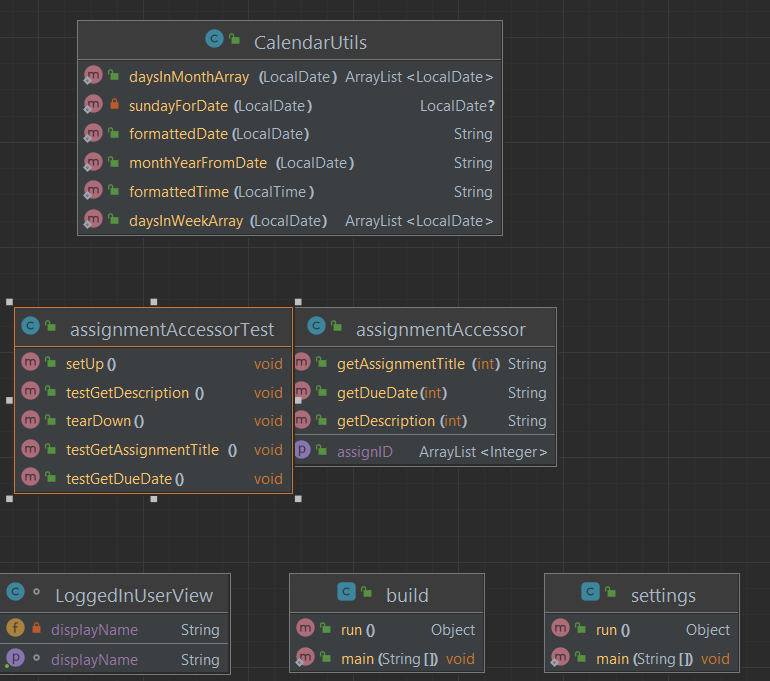 CalendarUtils
daysInMonthArray (LocalDate) ArrayList <LocalDate>
sundayForDate (LocalDate) LocalDate?
formattedDate (LocalDate) String
monthYearFromDate (LocalDate) String
formattedTime (LocalTime) String
daysInWeekArray (LocalDate) ArrayList <LocalDate>
assignmentAccessorTest
setUp () void
testGetDescription () void
tearDown () void
testGetAssignmentTitle () void
testGetDueDate () void
assignmentAccessor
getAssignmentTitle (int) String
getDueDate (int) String
getDescription (int) String
assignID ArrayList <Integer>
LoggedInUserView
displayName String
displayName String
build
run () Object
main (String []) void
settings
run () Object
main (String []) void